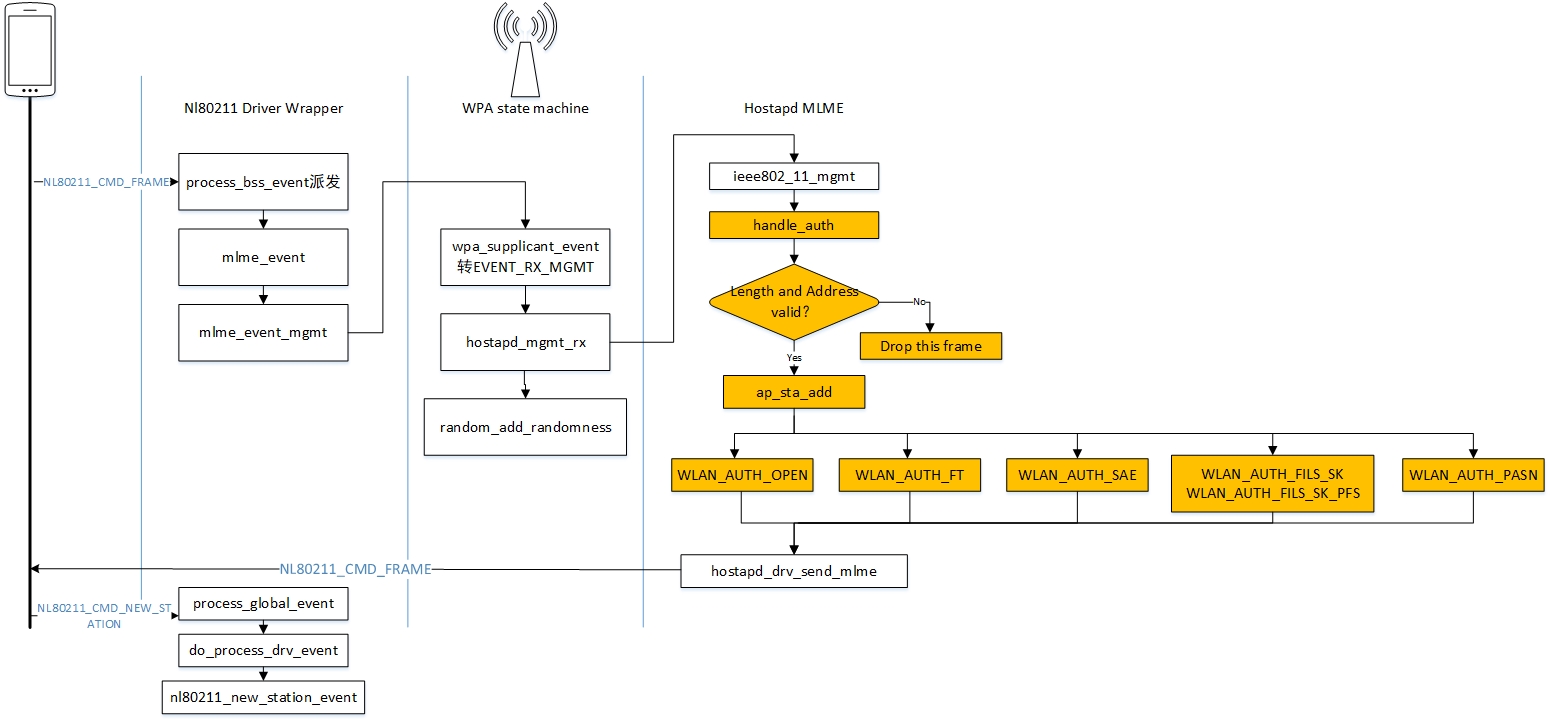 Nl80211 Driver Wrapper
WPA state machine
Hostapd MLME
NL80211_CMD_FRAME
process_bss_event派发
mlme_event
mlme_event_mgmt
wpa_supplicant_event
转EVENT_RX_MGMT
hostapd_mgmt_rx
random_add_randomness
ieee802_11_mgmt
handle_auth
Length and Address
valid?
No
Drop this frame
Yes
ap_sta_add
WLAN_AUTH_OPEN
WLAN_AUTH_FT
WLAN_AUTH_SAE
WLAN_AUTH_FILS_SK
WLAN_AUTH_FILS_SK_PFS
WLAN_AUTH_PASN
hostapd_drv_send_mlme
NL80211_CMD_FRAME
NL80211_CMD_NEW_ST
ATION
process_global_event
do_process_drv_event
nl80211_new_station_event